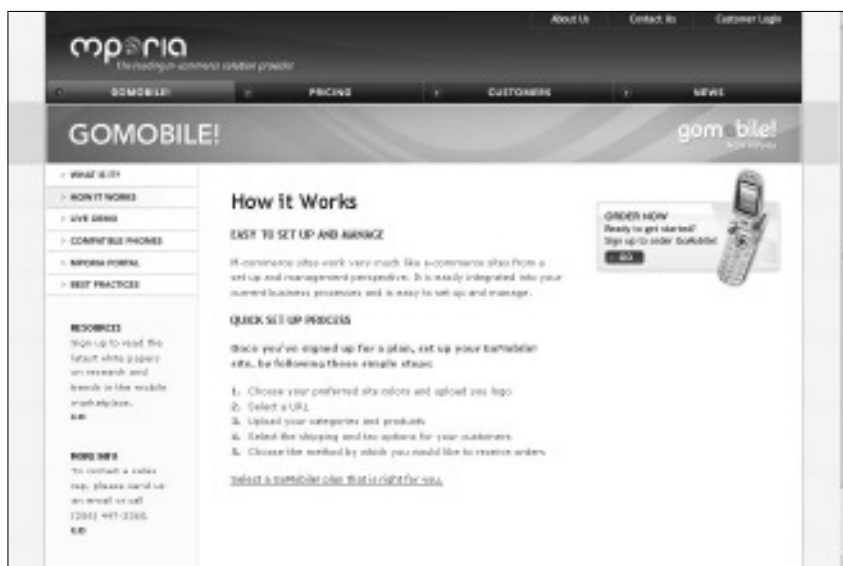 About Us Contact Us Customer Login
mporia
The leading m-commerce solution provider
GOMOBILE! PRICING CUSTOMERS NEWS
GOMOBILE!
gomobile!
WHAT IS IT?
HOW IT WORKS
LIVE DEMO
COMPATIBLE PHONES
MPORIA PORTAL
BEST PRACTICES
RESOURCES
Sign up to read the
latest white papers
on research and
trends in the mobile
marketplace.
GO
MORE INFO
To contact a sales
rep, please send us
an email or call
GO
How it Works
EASY TO SET UP AND MANAGE
M-commerce sites work very much like e-commerce sites from a
set up and management perspective. It is easily integrated into your
current business processes and is easy to set up and manage.
QUICK SET UP PROCESS
Once you've signed up for a plan, set up your GoMobile!
site, by following these simple steps:
1. Choose your preferred site colors and upload you logo
2. Select a URL
3. Upload your categories and products
4. Select the shipping and tax options for your customers
5. Choose the method by which you would like to receive orders
Select a GoMobile! plan that is right for you.
ORDER NOW
Ready to get started?
Sign up to order GoMobile!
GO